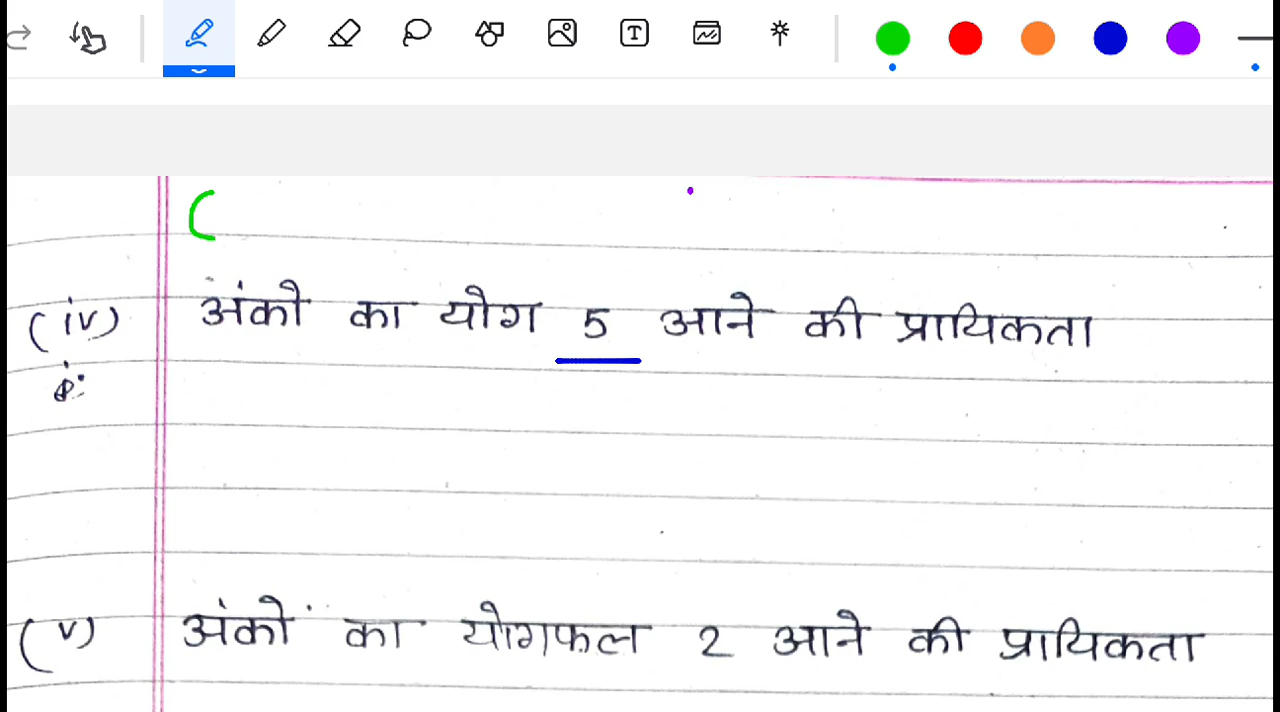 (
(iv) अंको का योग 5 आने की प्रायिकता
(v) अंकों का योगफल 2 आने की प्रायिकता